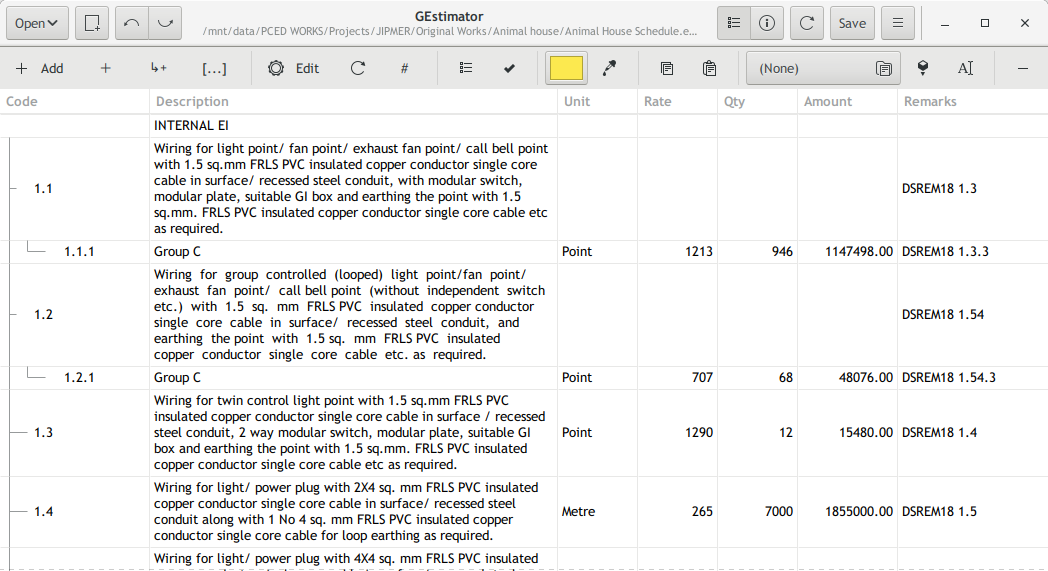 Open
GEstimator
/mnt/data/PCED WORKS/Projects/JIPMER/Original Works/Animal house/Animal House Schedule.e...
Save
Add
[...]
Edit
#
(None)
Code Description Unit Rate Qty Amount Remarks
INTERNAL EI
Wiring for light point/ fan point/ exhaust fan point/ call bell point
with 1.5 sq.mm FRLS PVC insulated copper conductor single core
cable in surface/ recessed steel conduit, with modular switch,
1.1 DSREM18 1.3
modular plate, suitable GI box and earthing the point with 1.5
sq.mm. FRLS PVC insulated copper conductor single core cable etc
as required.
1.1.1 Group C Point 1213 946 1147498.00 DSREM18 1.3.3
Wiring for group controlled (looped) light point/fan point/
exhaust fan point/ call bell point (without independent switch
etc.) with 1.5 sq. mm FRLS PVC insulated copper conductor
1.2 DSREM18 1.54
single core cable in surface/ recessed steel conduit, and
earthing the point with 1.5 sq. mm FRLS PVC insulated
copper conductor single core cable etc. as required.
1.2.1 Group C Point 707 68 48076.00 DSREM18 1.54.3
Wiring for twin control light point with 1.5 sq.mm FRLS PVC
insulated copper conductor single core cable in surface / recessed
1.3 steel conduit, 2 way modular switch, modular plate, suitable GI Point 1290 12 15480.00 DSREM18 1.4
box and earthing the point with 1.5 sq.mm. FRLS PVC insulated
copper conductor single core cable etc as required.
Wiring for light/ power plug with 2X4 sq. mm FRLS PVC insulated
copper conductor single core cable in surface/ recessed steel
1.4 conduit along with 1 No 4 sq. mm FRLS PVC insulated copper Metre 265 7000 1855000.00 DSREM18 1.5
conductor single core cable for loop earthing as required.
Wiring for light/ power plug with 4X4 sq. mm FRLS PVC insulated